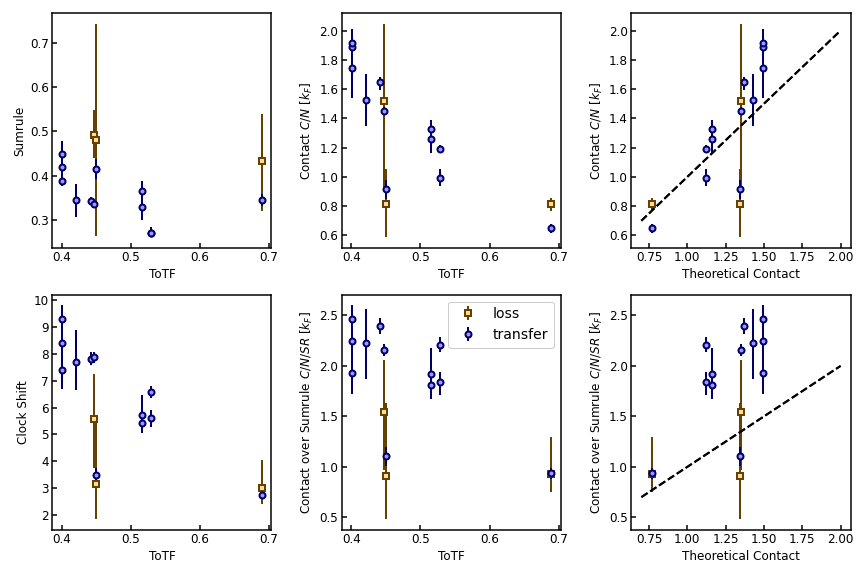 0.7
0.6
0.5
0.4
0.3
Sumrule
0.4 0.5 0.6 0.7
ToTF
2.0
1.8
1.6
1.4
1.2
1.0
0.8
0.6
Contact C/N [k_F]
0.4 0.5 0.6 0.7
ToTF
2.0
1.8
1.6
1.4
1.2
1.0
0.8
0.6
Contact C/N [k_F]
0.75 1.00 1.25 1.50 1.75 2.00
Theoretical Contact
10
9
8
7
6
5
4
3
2
Clock Shift
0.4 0.5 0.6 0.7
ToTF
2.5
2.0
1.5
1.0
0.5
Contact over Sumrule C/N/SR [k_F]
loss
transfer
0.4 0.5 0.6 0.7
ToTF
2.5
2.0
1.5
1.0
0.5
Contact over Sumrule C/N/SR [k_F]
0.75 1.00 1.25 1.50 1.75 2.00
Theoretical Contact